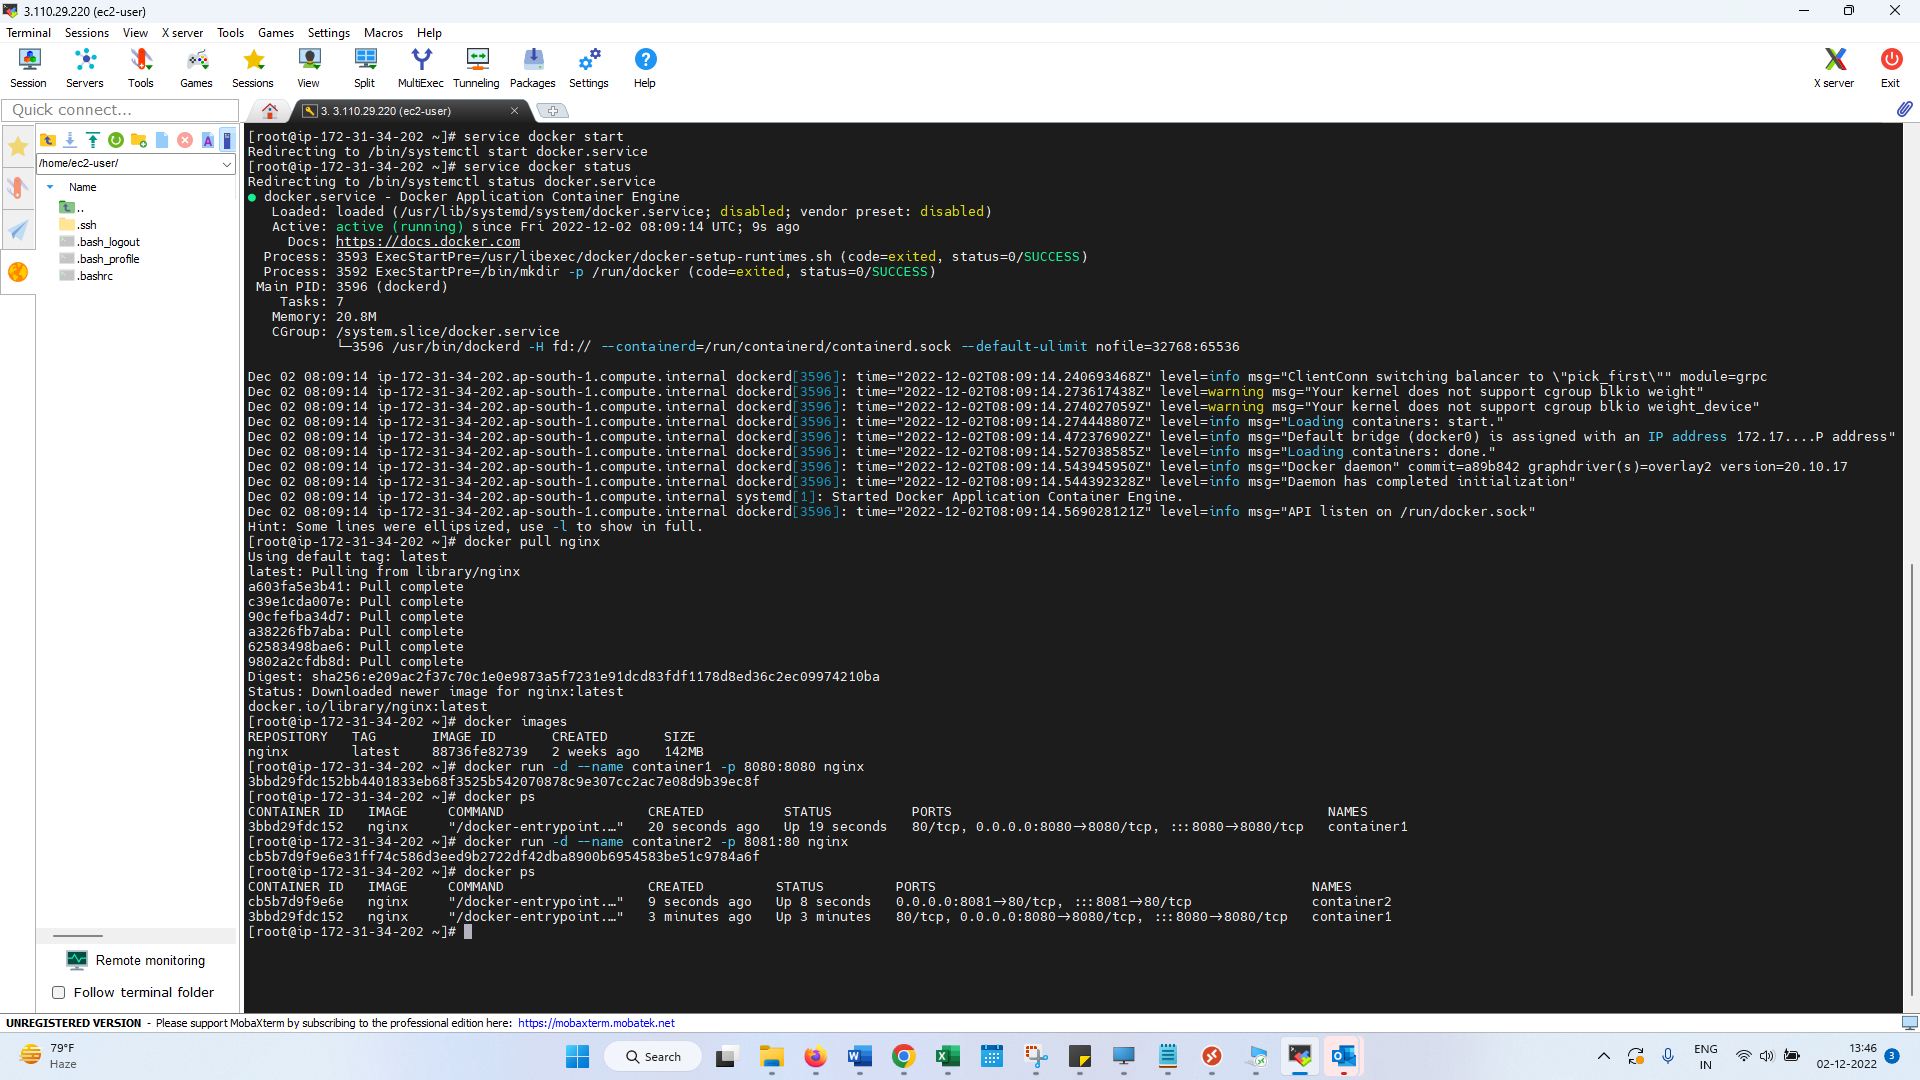 3.110.29.220 (ec2-user)
Terminal Sessions View X server Tools Games Settings Macros Help
Session Servers Tools Games Sessions View Split MultiExec Tunneling Packages Settings Help X server Exit
Quick connect...
3. 3.110.29.220 (ec2-user)
/home/ec2-user/
Name
..
.ssh
.bash_logout
.bash_profile
.bashrc
Remote monitoring
Follow terminal folder
[root@ip-172-31-34-202 ~]# service docker start
Redirecting to /bin/systemctl start docker.service
[root@ip-172-31-34-202 ~]# service docker status
Redirecting to /bin/systemctl status docker.service
● docker.service - Docker Application Container Engine
Loaded: loaded (/usr/lib/systemd/system/docker.service; disabled; vendor preset: disabled)
Active: active (running) since Fri 2022-12-02 08:09:14 UTC; 9s ago
Docs: https://docs.docker.com
Process: 3593 ExecStartPre=/usr/libexec/docker/docker-setup-runtimes.sh (code=exited, status=0/SUCCESS)
Process: 3592 ExecStartPre=/bin/mkdir -p /run/docker (code=exited, status=0/SUCCESS)
Main PID: 3596 (dockerd)
Tasks: 7
Memory: 20.8M
CGroup: /system.slice/docker.service
└─3596 /usr/bin/dockerd -H fd:// --containerd=/run/containerd/containerd.sock --default-ulimit nofile=32768:65536
Dec 02 08:09:14 ip-172-31-34-202.ap-south-1.compute.internal dockerd[3596]: time="2022-12-02T08:09:14.240693468Z" level=info msg="ClientConn switching balancer to \"pick_first\"" module=grpc
Dec 02 08:09:14 ip-172-31-34-202.ap-south-1.compute.internal dockerd[3596]: time="2022-12-02T08:09:14.273617438Z" level=warning msg="Your kernel does not support cgroup blkio weight"
Dec 02 08:09:14 ip-172-31-34-202.ap-south-1.compute.internal dockerd[3596]: time="2022-12-02T08:09:14.274027059Z" level=warning msg="Your kernel does not support cgroup blkio weight_device"
Dec 02 08:09:14 ip-172-31-34-202.ap-south-1.compute.internal dockerd[3596]: time="2022-12-02T08:09:14.274448807Z" level=info msg="Loading containers: start."
Dec 02 08:09:14 ip-172-31-34-202.ap-south-1.compute.internal dockerd[3596]: time="2022-12-02T08:09:14.472376902Z" level=info msg="Default bridge (docker0) is assigned with an IP address 172.17....P address"
Dec 02 08:09:14 ip-172-31-34-202.ap-south-1.compute.internal dockerd[3596]: time="2022-12-02T08:09:14.527038585Z" level=info msg="Loading containers: done."
Dec 02 08:09:14 ip-172-31-34-202.ap-south-1.compute.internal dockerd[3596]: time="2022-12-02T08:09:14.543945950Z" level=info msg="Docker daemon" commit=a89b842 graphdriver(s)=overlay2 version=20.10.17
Dec 02 08:09:14 ip-172-31-34-202.ap-south-1.compute.internal dockerd[3596]: time="2022-12-02T08:09:14.544392328Z" level=info msg="Daemon has completed initialization"
Dec 02 08:09:14 ip-172-31-34-202.ap-south-1.compute.internal systemd[1]: Started Docker Application Container Engine.
Dec 02 08:09:14 ip-172-31-34-202.ap-south-1.compute.internal dockerd[3596]: time="2022-12-02T08:09:14.569028121Z" level=info msg="API listen on /run/docker.sock"
Hint: Some lines were ellipsized, use -l to show in full.
[root@ip-172-31-34-202 ~]# docker pull nginx
Using default tag: latest
latest: Pulling from library/nginx
a603fa5e3b41: Pull complete
c39e1cda007e: Pull complete
90cfefba34d7: Pull complete
a38226fb7aba: Pull complete
62583498bae6: Pull complete
9802a2cfdb8d: Pull complete
Digest: sha256:e209ac2f37c70c1e0e9873a5f7231e91dcd83fdf1178d8ed36c2ec09974210ba
Status: Downloaded newer image for nginx:latest
docker.io/library/nginx:latest
[root@ip-172-31-34-202 ~]# docker images
REPOSITORY TAG IMAGE ID CREATED SIZE
nginx latest 88736fe82739 2 weeks ago 142MB
[root@ip-172-31-34-202 ~]# docker run -d --name container1 -p 8080:8080 nginx
3bbd29fdc152bb4401833eb68f3525b542070878c9e307cc2ac7e08d9b39ec8f
[root@ip-172-31-34-202 ~]# docker ps
CONTAINER ID IMAGE COMMAND CREATED STATUS PORTS NAMES
3bbd29fdc152 nginx "/docker-entrypoint.…" 20 seconds ago Up 19 seconds 80/tcp, 0.0.0.0:8080->8080/tcp, :::8080->8080/tcp container1
[root@ip-172-31-34-202 ~]# docker run -d --name container2 -p 8081:80 nginx
cb5b7d9f9e6e31ff74c586d3eed9b2722df42dba8900b6954583be51c9784a6f
[root@ip-172-31-34-202 ~]# docker ps
CONTAINER ID IMAGE COMMAND CREATED STATUS PORTS NAMES
cb5b7d9f9e6e nginx "/docker-entrypoint.…" 9 seconds ago Up 8 seconds 0.0.0.0:8081->80/tcp, :::8081->80/tcp container2
3bbd29fdc152 nginx "/docker-entrypoint.…" 3 minutes ago Up 3 minutes 80/tcp, 0.0.0.0:8080->8080/tcp, :::8080->8080/tcp container1
[root@ip-172-31-34-202 ~]#
UNREGISTERED VERSION - Please support MobaXterm by subscribing to the professional edition here: https://mobaxterm.mobatek.net
79°F
Haze
Search
ENG
IN
13:46
02-12-2022
3